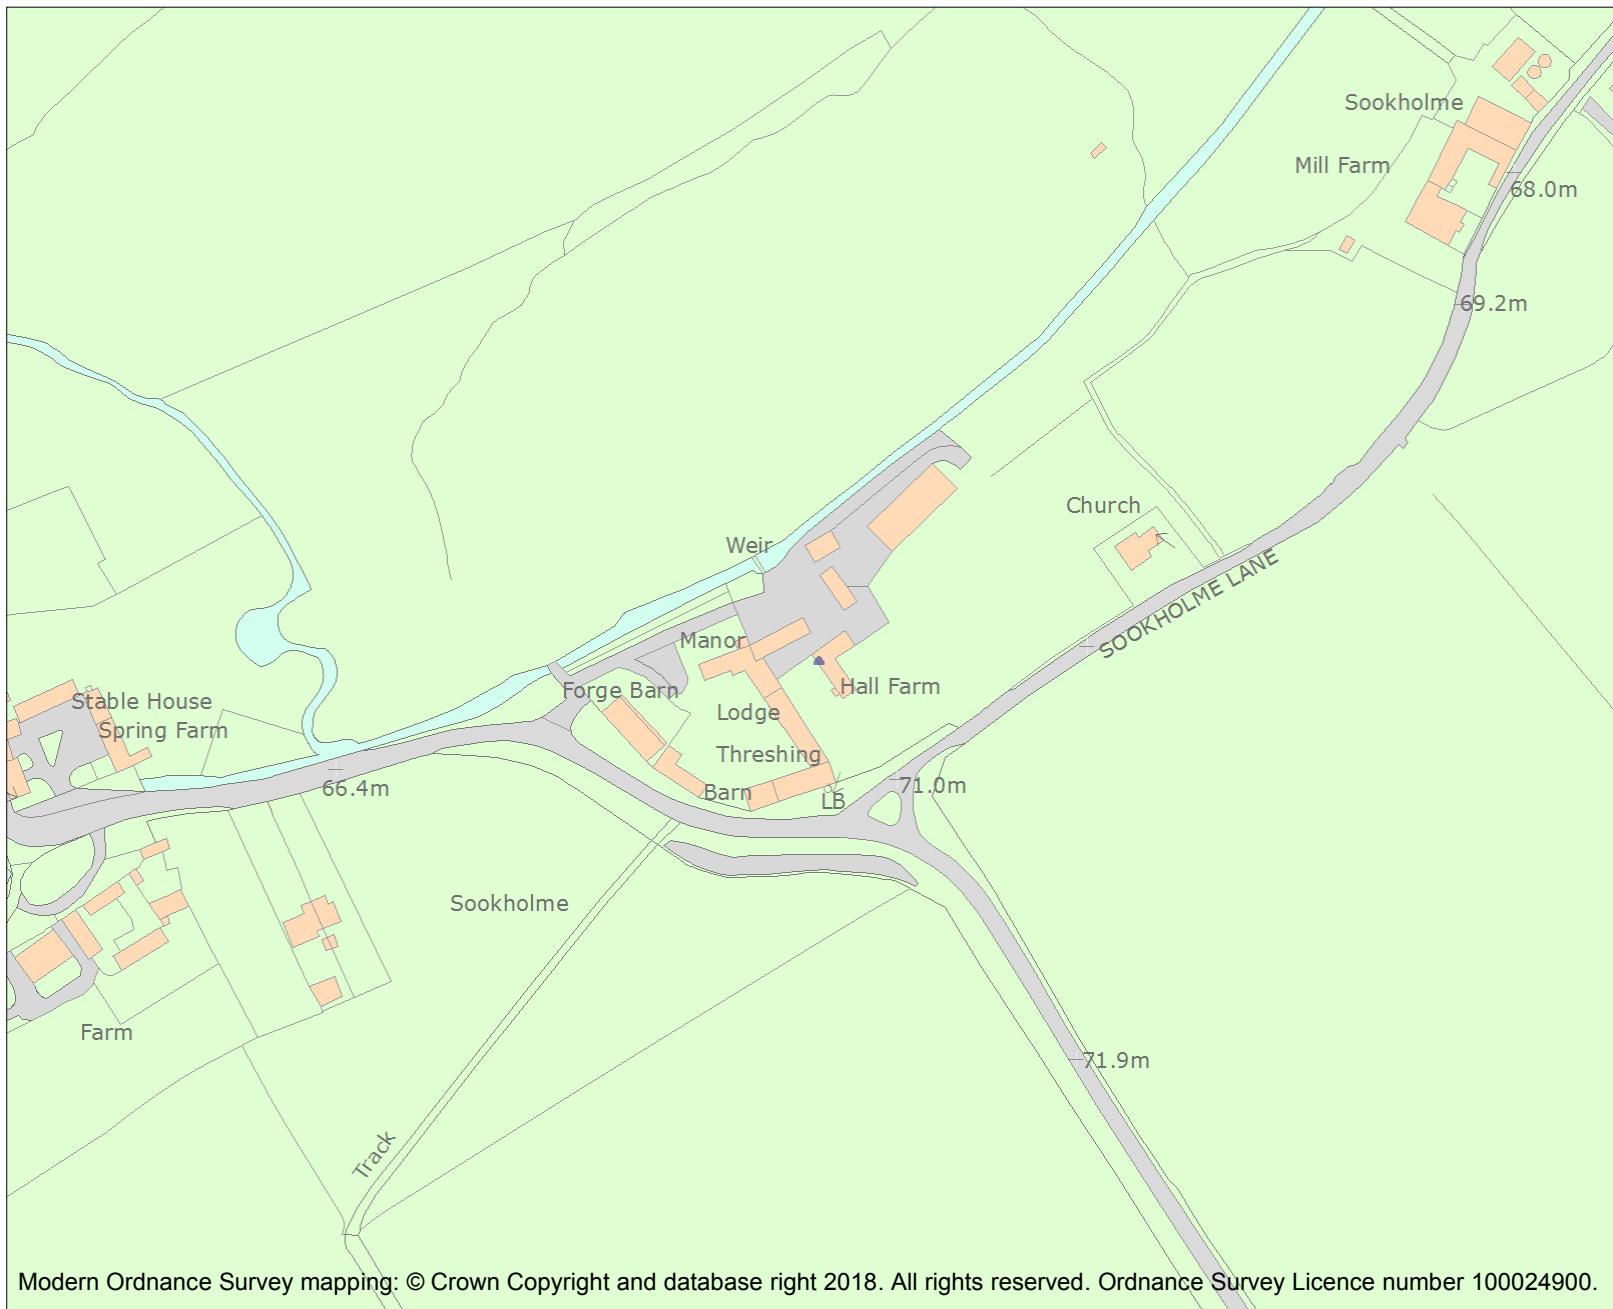 Sookholme
Mill Farm
68.0m
69.2m
Church
Weir
SOOKHOLME LANE
Manor
Hall Farm
Forge Barn
Stable House
Spring Farm
Lodge
Threshing
Barn
LB
71.0m
66.4m
Sookholme
Farm
71.9m
Track
Modern Ordnance Survey mapping: © Crown Copyright and database right 2018. All rights reserved. Ordnance Survey Licence number 100024900.